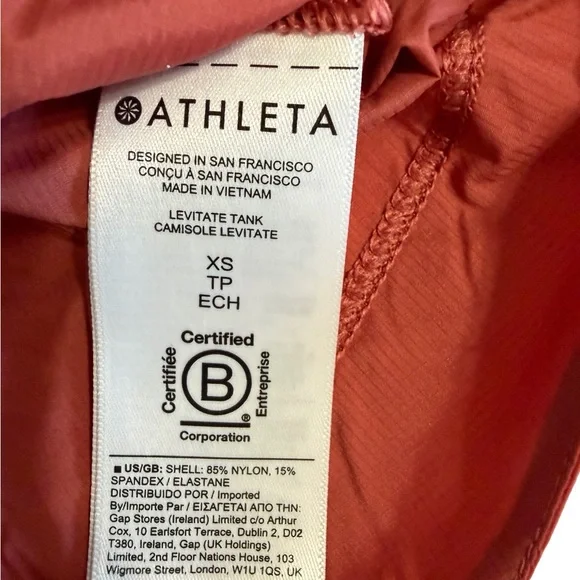 ATHLETA
DESIGNED IN SAN FRANCISCO
CONÇU À SAN FRANCISCO
MADE IN VIETNAM
LEVITATE TANK
CAMISOLE LEVITATE
XS
TP
ECH
Certified
Certifiée
B
Entreprise
®
Corporation
■ US/GB: SHELL: 85% NYLON, 15%
SPANDEX / ELASTANE
DISTRIBUIDO POR / Imported
By/Importe Par / ΕΙΣΑΓΕΤΑΙ ΑΠΟ ΤΗΝ:
Gap Stores (Ireland) Limited c/o Arthur
Cox, 10 Earlsfort Terrace, Dublin 2, D02
T380, Ireland, Gap (UK Holdings)
Limited, 2nd Floor Nations House, 103
Wigmore Street, London, W1U 1QS, UK